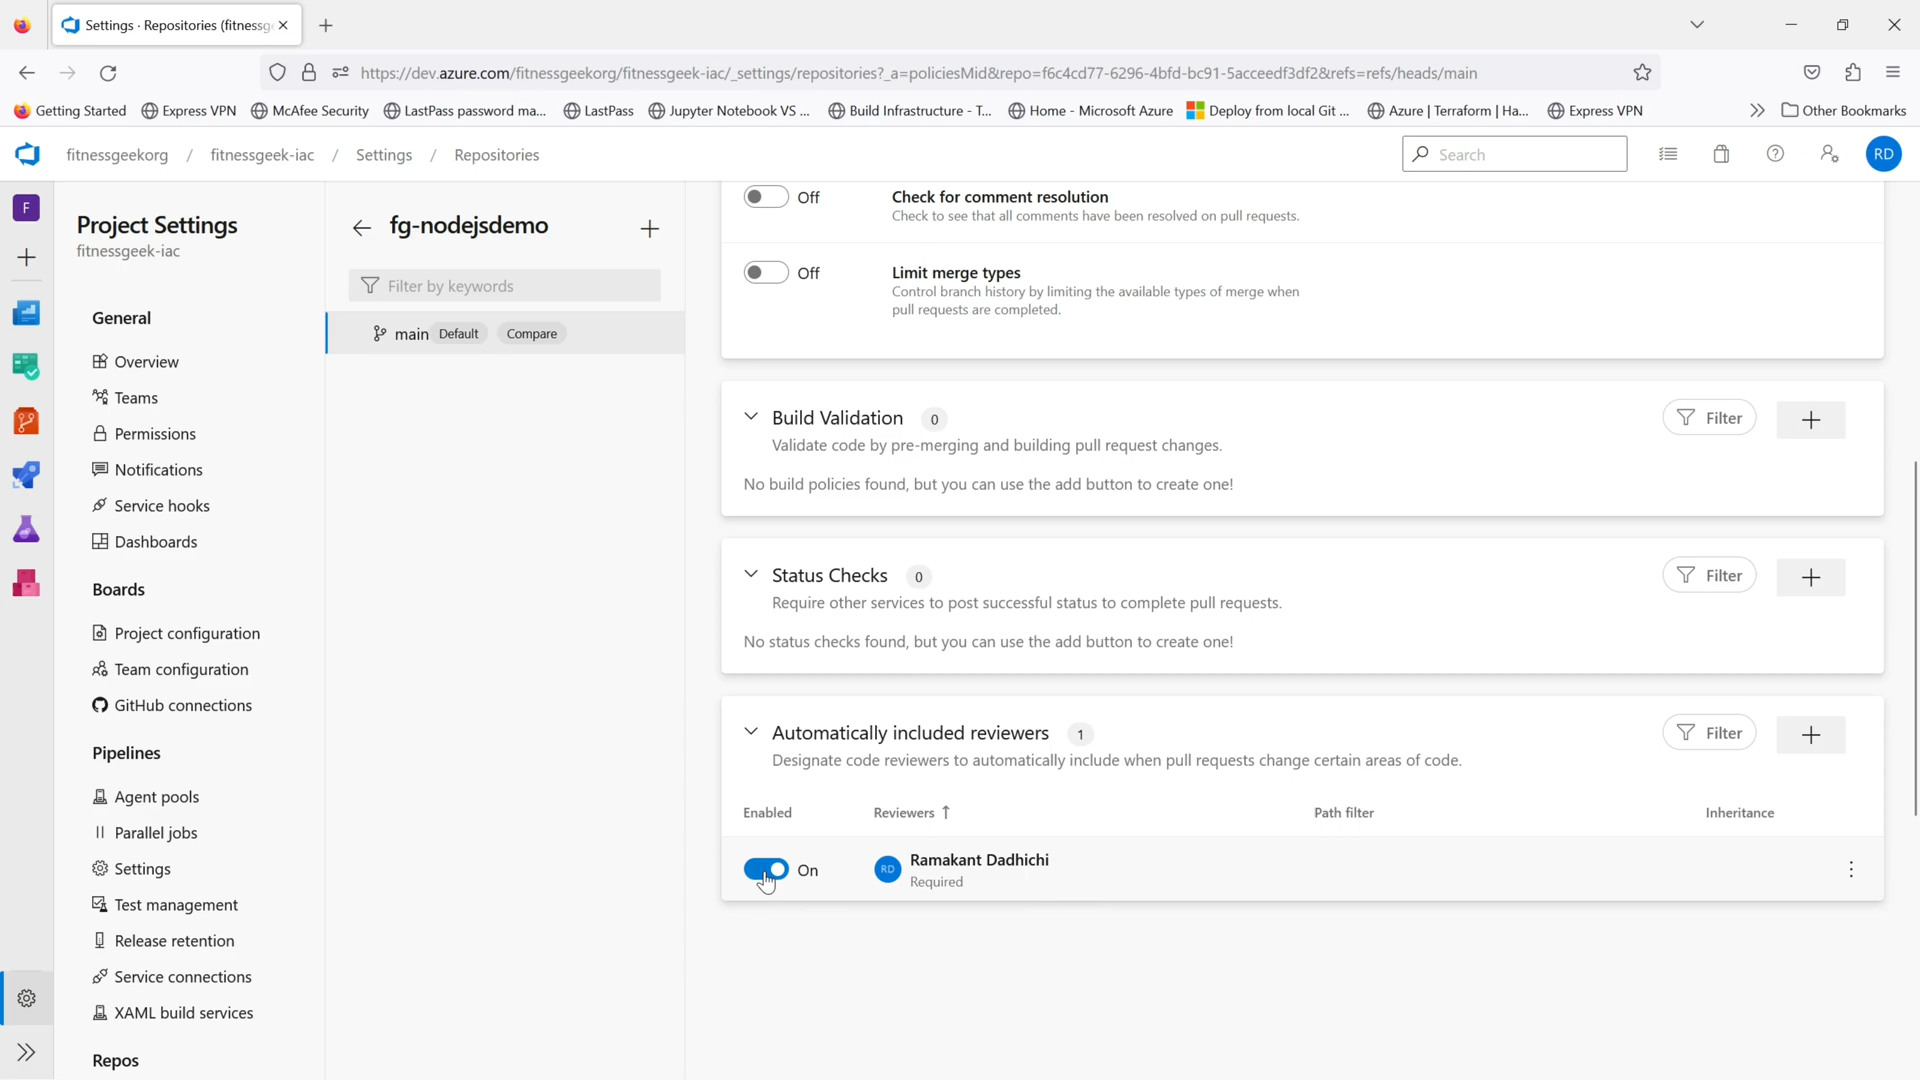 Settings · Repositories (fitnessge
https://dev.azure.com/fitnessgeekorg/fitnessgeek-iac/_settings/repositories?_a=policiesMid&repo=f6c4cd77-6296-4bfd-bc91-5acceedf3df2&refs=refs/heads/main
Getting Started Express VPN McAfee Security LastPass password ma... LastPass Jupyter Notebook VS ... Build Infrastructure - T... Home - Microsoft Azure Deploy from local Git ... Azure | Terraform | Ha... Express VPN Other Bookmarks
fitnessgeekorg / fitnessgeek-iac / Settings / Repositories
Search
RD
F
Project Settings
fitnessgeek-iac
General
Overview
Teams
Permissions
Notifications
Service hooks
Dashboards
Boards
Project configuration
Team configuration
GitHub connections
Pipelines
Agent pools
Parallel jobs
Settings
Test management
Release retention
Service connections
XAML build services
Repos
fg-nodejsdemo
Filter by keywords
main Default Compare
Off Check for comment resolution
Check to see that all comments have been resolved on pull requests.
Off Limit merge types
Control branch history by limiting the available types of merge when
pull requests are completed.
Build Validation 0
Filter
Validate code by pre-merging and building pull request changes.
No build policies found, but you can use the add button to create one!
Status Checks 0
Filter
Require other services to post successful status to complete pull requests.
No status checks found, but you can use the add button to create one!
Automatically included reviewers 1
Filter
Designate code reviewers to automatically include when pull requests change certain areas of code.
Enabled Reviewers Path filter Inheritance
On RD Ramakant Dadhichi
Required